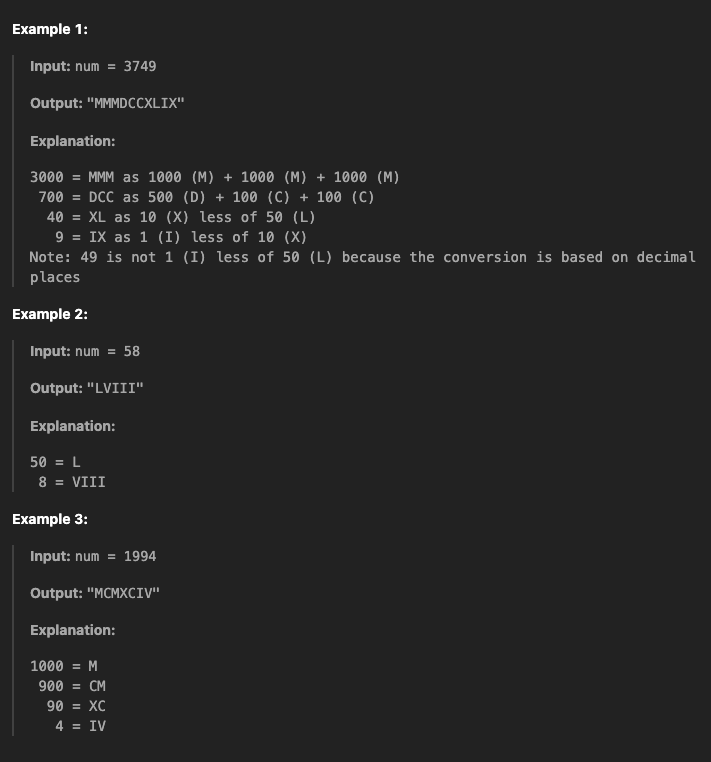 Example 1:
Input: num = 3749
Output: "MMMDCCXLIX"
Explanation:
3000 = MMM as 1000 (M) + 1000 (M) + 1000 (M)
700 = DCC as 500 (D) + 100 (C) + 100 (C)
40 = XL as 10 (X) less of 50 (L)
9 = IX as 1 (I) less of 10 (X)
Note: 49 is not 1 (I) less of 50 (L) because the conversion is based on decimal
places
Example 2:
Input: num = 58
Output: "LVIII"
Explanation:
50 = L
8 = VIII
Example 3:
Input: num = 1994
Output: "MCMXCIV"
Explanation:
1000 = M
900 = CM
90 = XC
4 = IV